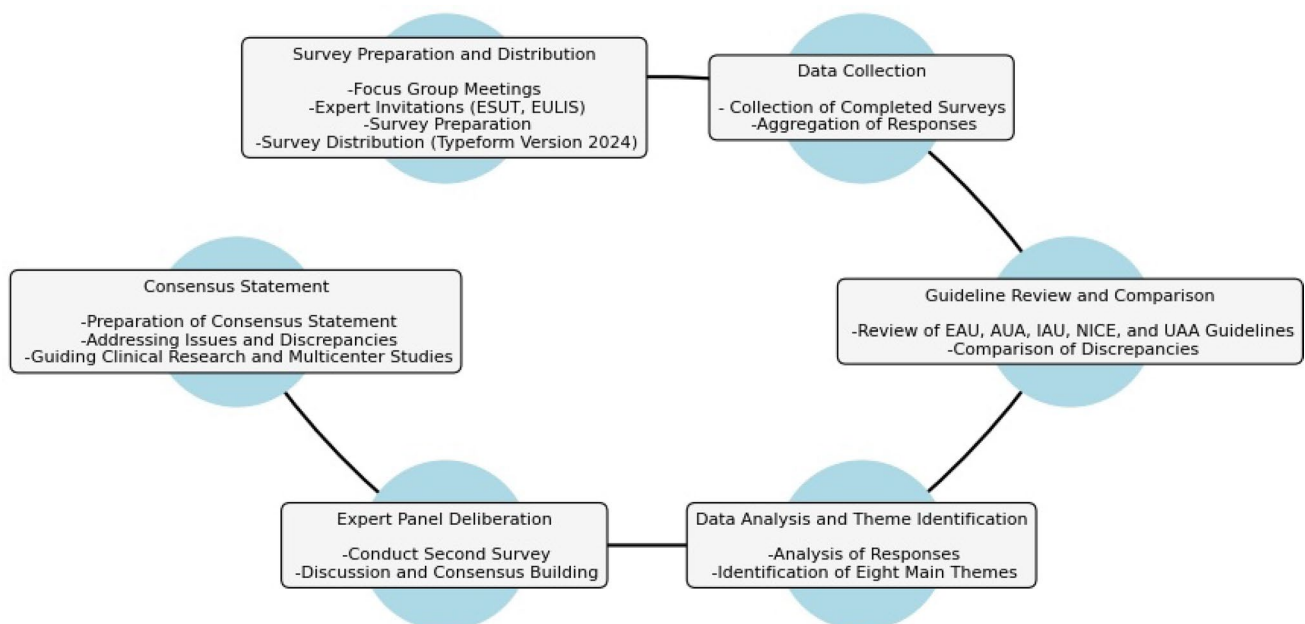 Survey Preparation and Distribution
-Focus Group Meetings
-Expert Invitations (ESUT, EULIS)
-Survey Preparation
-Survey Distribution (Typeform Version 2024)
Data Collection
- Collection of Completed Surveys
-Aggregation of Responses
Guideline Review and Comparison
-Review of EAU, AUA, IAU, NICE, and UAA Guidelines
-Comparison of Discrepancies
Data Analysis and Theme Identification
-Analysis of Responses
-Identification of Eight Main Themes
Expert Panel Deliberation
-Conduct Second Survey
-Discussion and Consensus Building
Consensus Statement
-Preparation of Consensus Statement
-Addressing Issues and Discrepancies
-Guiding Clinical Research and Multicenter Studies